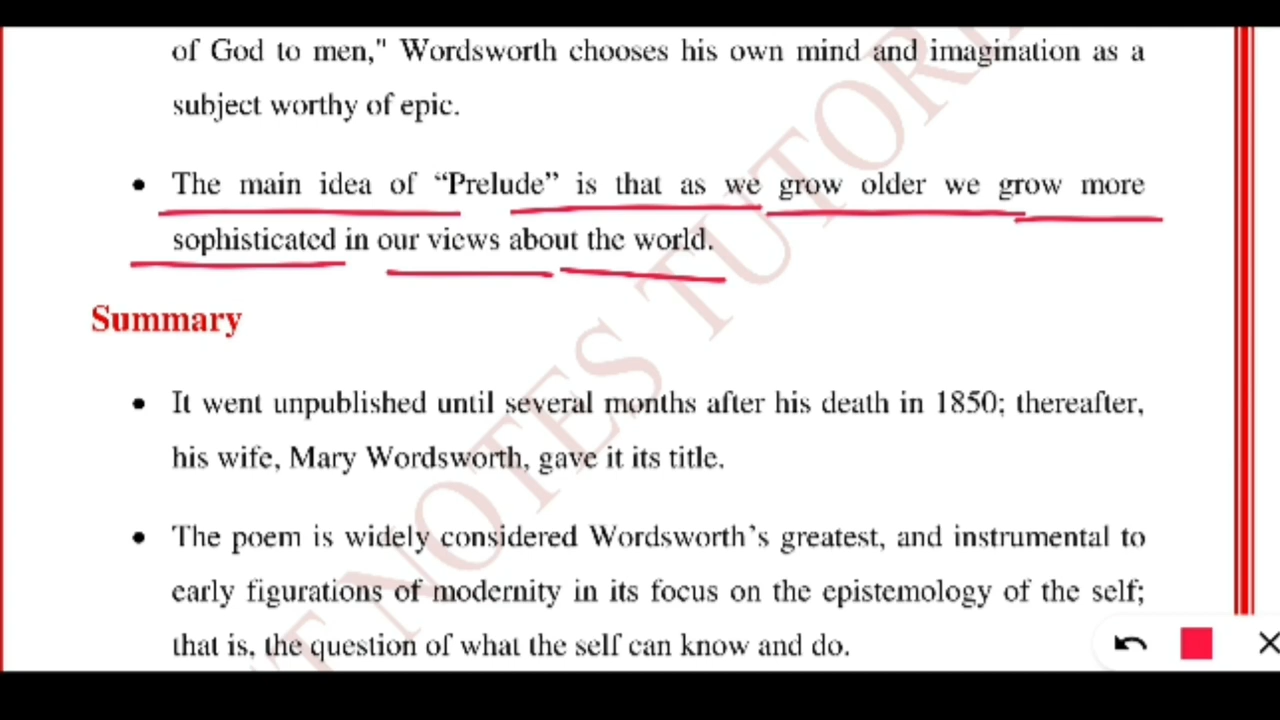 of God to men," Wordsworth chooses his own mind and imagination as a
subject worthy of epic.
• The main idea of “Prelude” is that as we grow older we grow more
sophisticated in our views about the world.
Summary
• It went unpublished until several months after his death in 1850; thereafter,
his wife, Mary Wordsworth, gave it its title.
• The poem is widely considered Wordsworth’s greatest, and instrumental to
early figurations of modernity in its focus on the epistemology of the self;
that is, the question of what the self can know and do.
T NOTES TUTOR